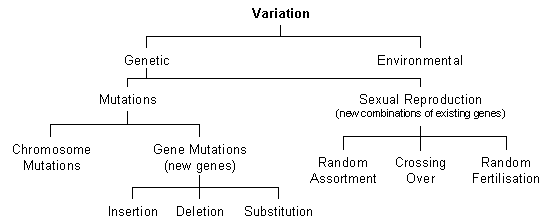 Variation
Genetic Environmental
Mutations Sexual Reproduction
(new combinations of existing genes)
Chromosome Gene Mutations Random Crossing Random
Mutations (new genes) Assortment Over Fertilisation
Insertion Deletion Substitution